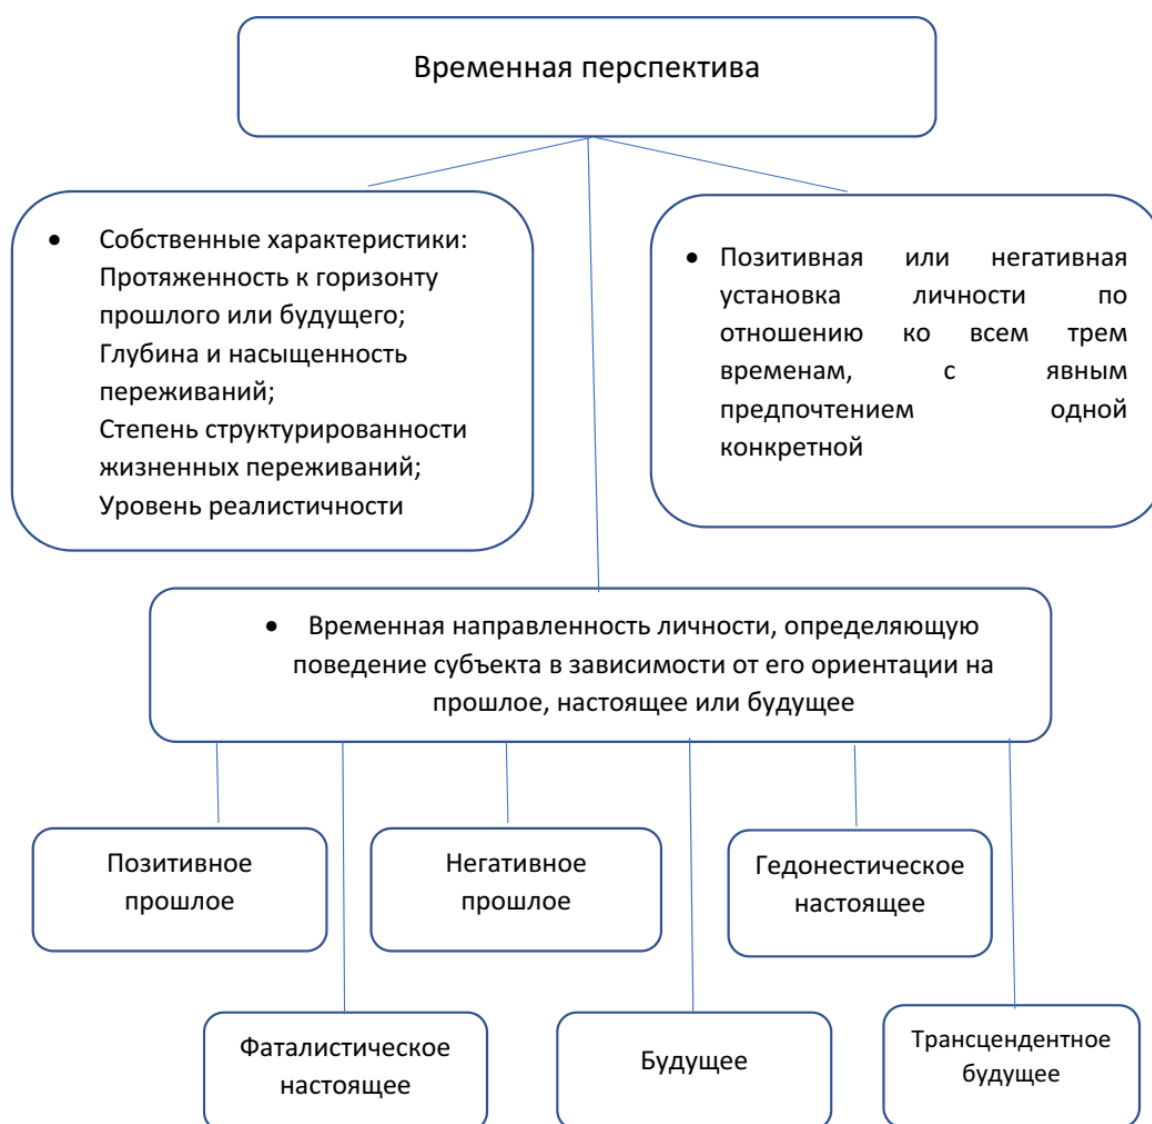 Временная перспектива
• Собственные характеристики:
Протяженность к горизонту
прошлого или будущего;
Глубина и насыщенность
переживаний;
Степень структурированности
жизненных переживаний;
Уровень реалистичности
• Позитивная или негативная
установка личности по
отношению ко всем трем
временам, с явным
предпочтением одной
конкретной
• Временная направленность личности, определяющую
поведение субъекта в зависимости от его ориентации на
прошлое, настоящее или будущее
Позитивное
прошлое
Негативное
прошлое
Гедонестическое
настоящее
Фаталистическое
настоящее
Будущее
Трансцендентное
будущее